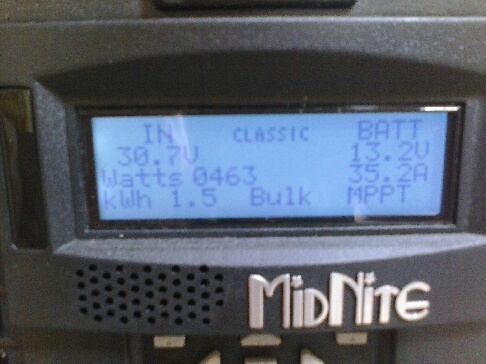 IN CLASSIC BATT
30.7V 13.2V
Watts 0463 35.2A
kWh 1.5 Bulk MPPT
MIDNITE